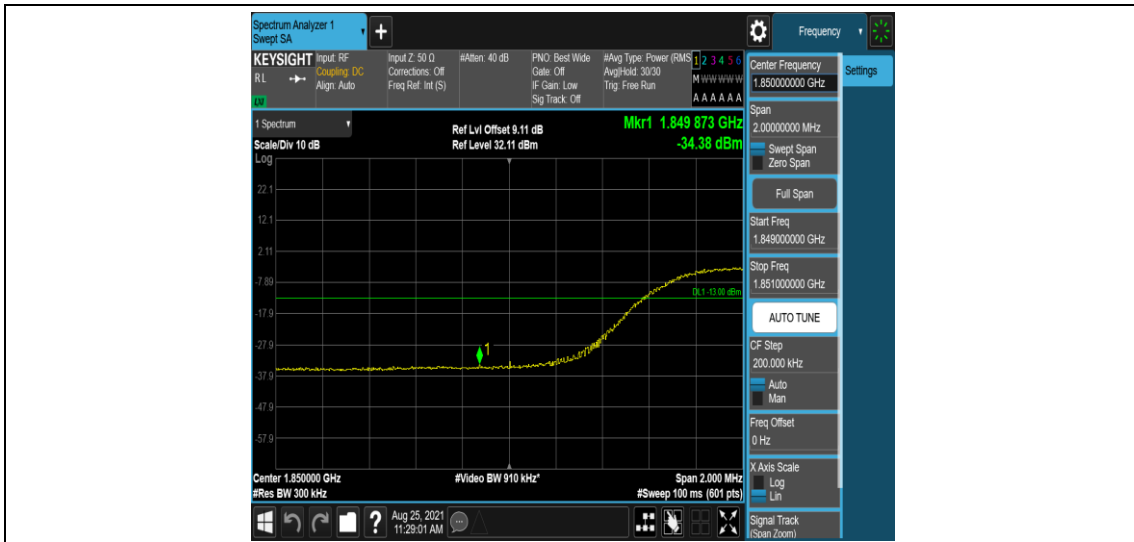 Spectrum Analyzer 1
Swept SA
+
Frequency
KEYSIGHT
RL
LXI
Input: RF
Coupling: DC
Align: Auto
Input Z: 50 Ω
Corrections: Off
Freq Ref: Int (S)
#Atten: 40 dB
PNO: Best Wide
Gate: Off
IF Gain: Low
Sig Track: Off
#Avg Type: Power (RMS
Avg|Hold: 30/30
Trig: Free Run
1 2 3 4 5 6
M W W W W W
A A A A A A
1 Spectrum
Scale/Div 10 dB
Ref Lvl Offset 9.11 dB
Ref Level 32.11 dBm
Mkr1 1.849 873 GHz
-34.38 dBm
Log
22.1
12.1
2.11
-7.89
-17.9
-27.9
-37.9
-47.9
-57.9
DL1 -13.00 dBm
1
Center 1.850000 GHz
#Res BW 300 kHz
#Video BW 910 kHz*
Span 2.000 MHz
#Sweep 100 ms (601 pts)
Center Frequency
1.850000000 GHz
Settings
Span
2.00000000 MHz
Swept Span
Zero Span
Full Span
Start Freq
1.849000000 GHz
Stop Freq
1.851000000 GHz
AUTO TUNE
CF Step
200.000 kHz
Auto
Man
Freq Offset
0 Hz
X Axis Scale
Log
Lin
Signal Track
(Span Zoom)
?
Aug 25, 2021
11:29:01 AM